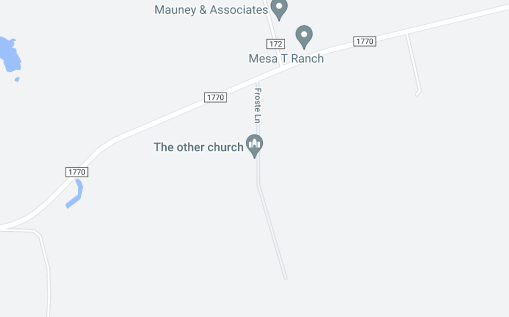 Mauney & Associates
172
1770
Mesa T Ranch
1770
Froste Ln
The other church
1770